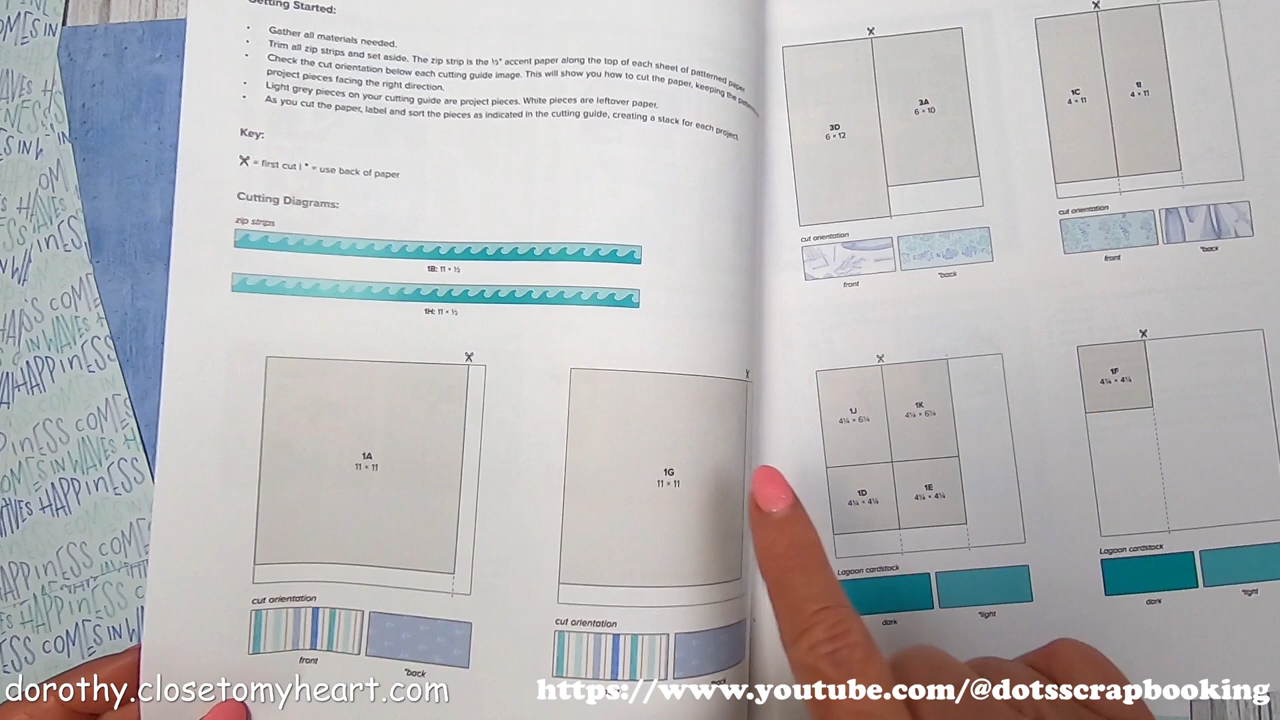 Getting Started:
• Gather all materials needed.
• Trim all zip strips and set aside. The zip strip is the ½" accent paper along the top of each sheet of patterned paper.
• Check the cut orientation below each cutting guide image. This will show you how to cut the paper, keeping the
project pieces facing the right direction.
• Light grey pieces on your cutting guide are project pieces. White pieces are leftover paper.
• As you cut the paper, label and sort the pieces as indicated in the cutting guide, creating a stack for each project.
Key:
= first cut | * = use back of paper
Cutting Diagrams:
zip strips
1B: 11 × ½
1H: 11 × ½
1A
11 × 11
cut orientation
front
*back
1G
11 × 11
cut orientation
3D
6 × 12
3A
6 × 10
cut orientation
front
*back
1C
4 × 11
1I
4 × 11
cut orientation
front
*back
1J
4¼ × 6¼
1K
4¼ × 6¼
1D
4¼ × 4¼
1E
4¼ × 4¼
Lagoon cardstock
dark
*light
1F
4¼ × 4¼
Lagoon cardstock
dark
*light
HAPPINESS COMES IN WAVES
dorothy.closetomyheart.com
https://www.youtube.com/@dotsscrapbooking